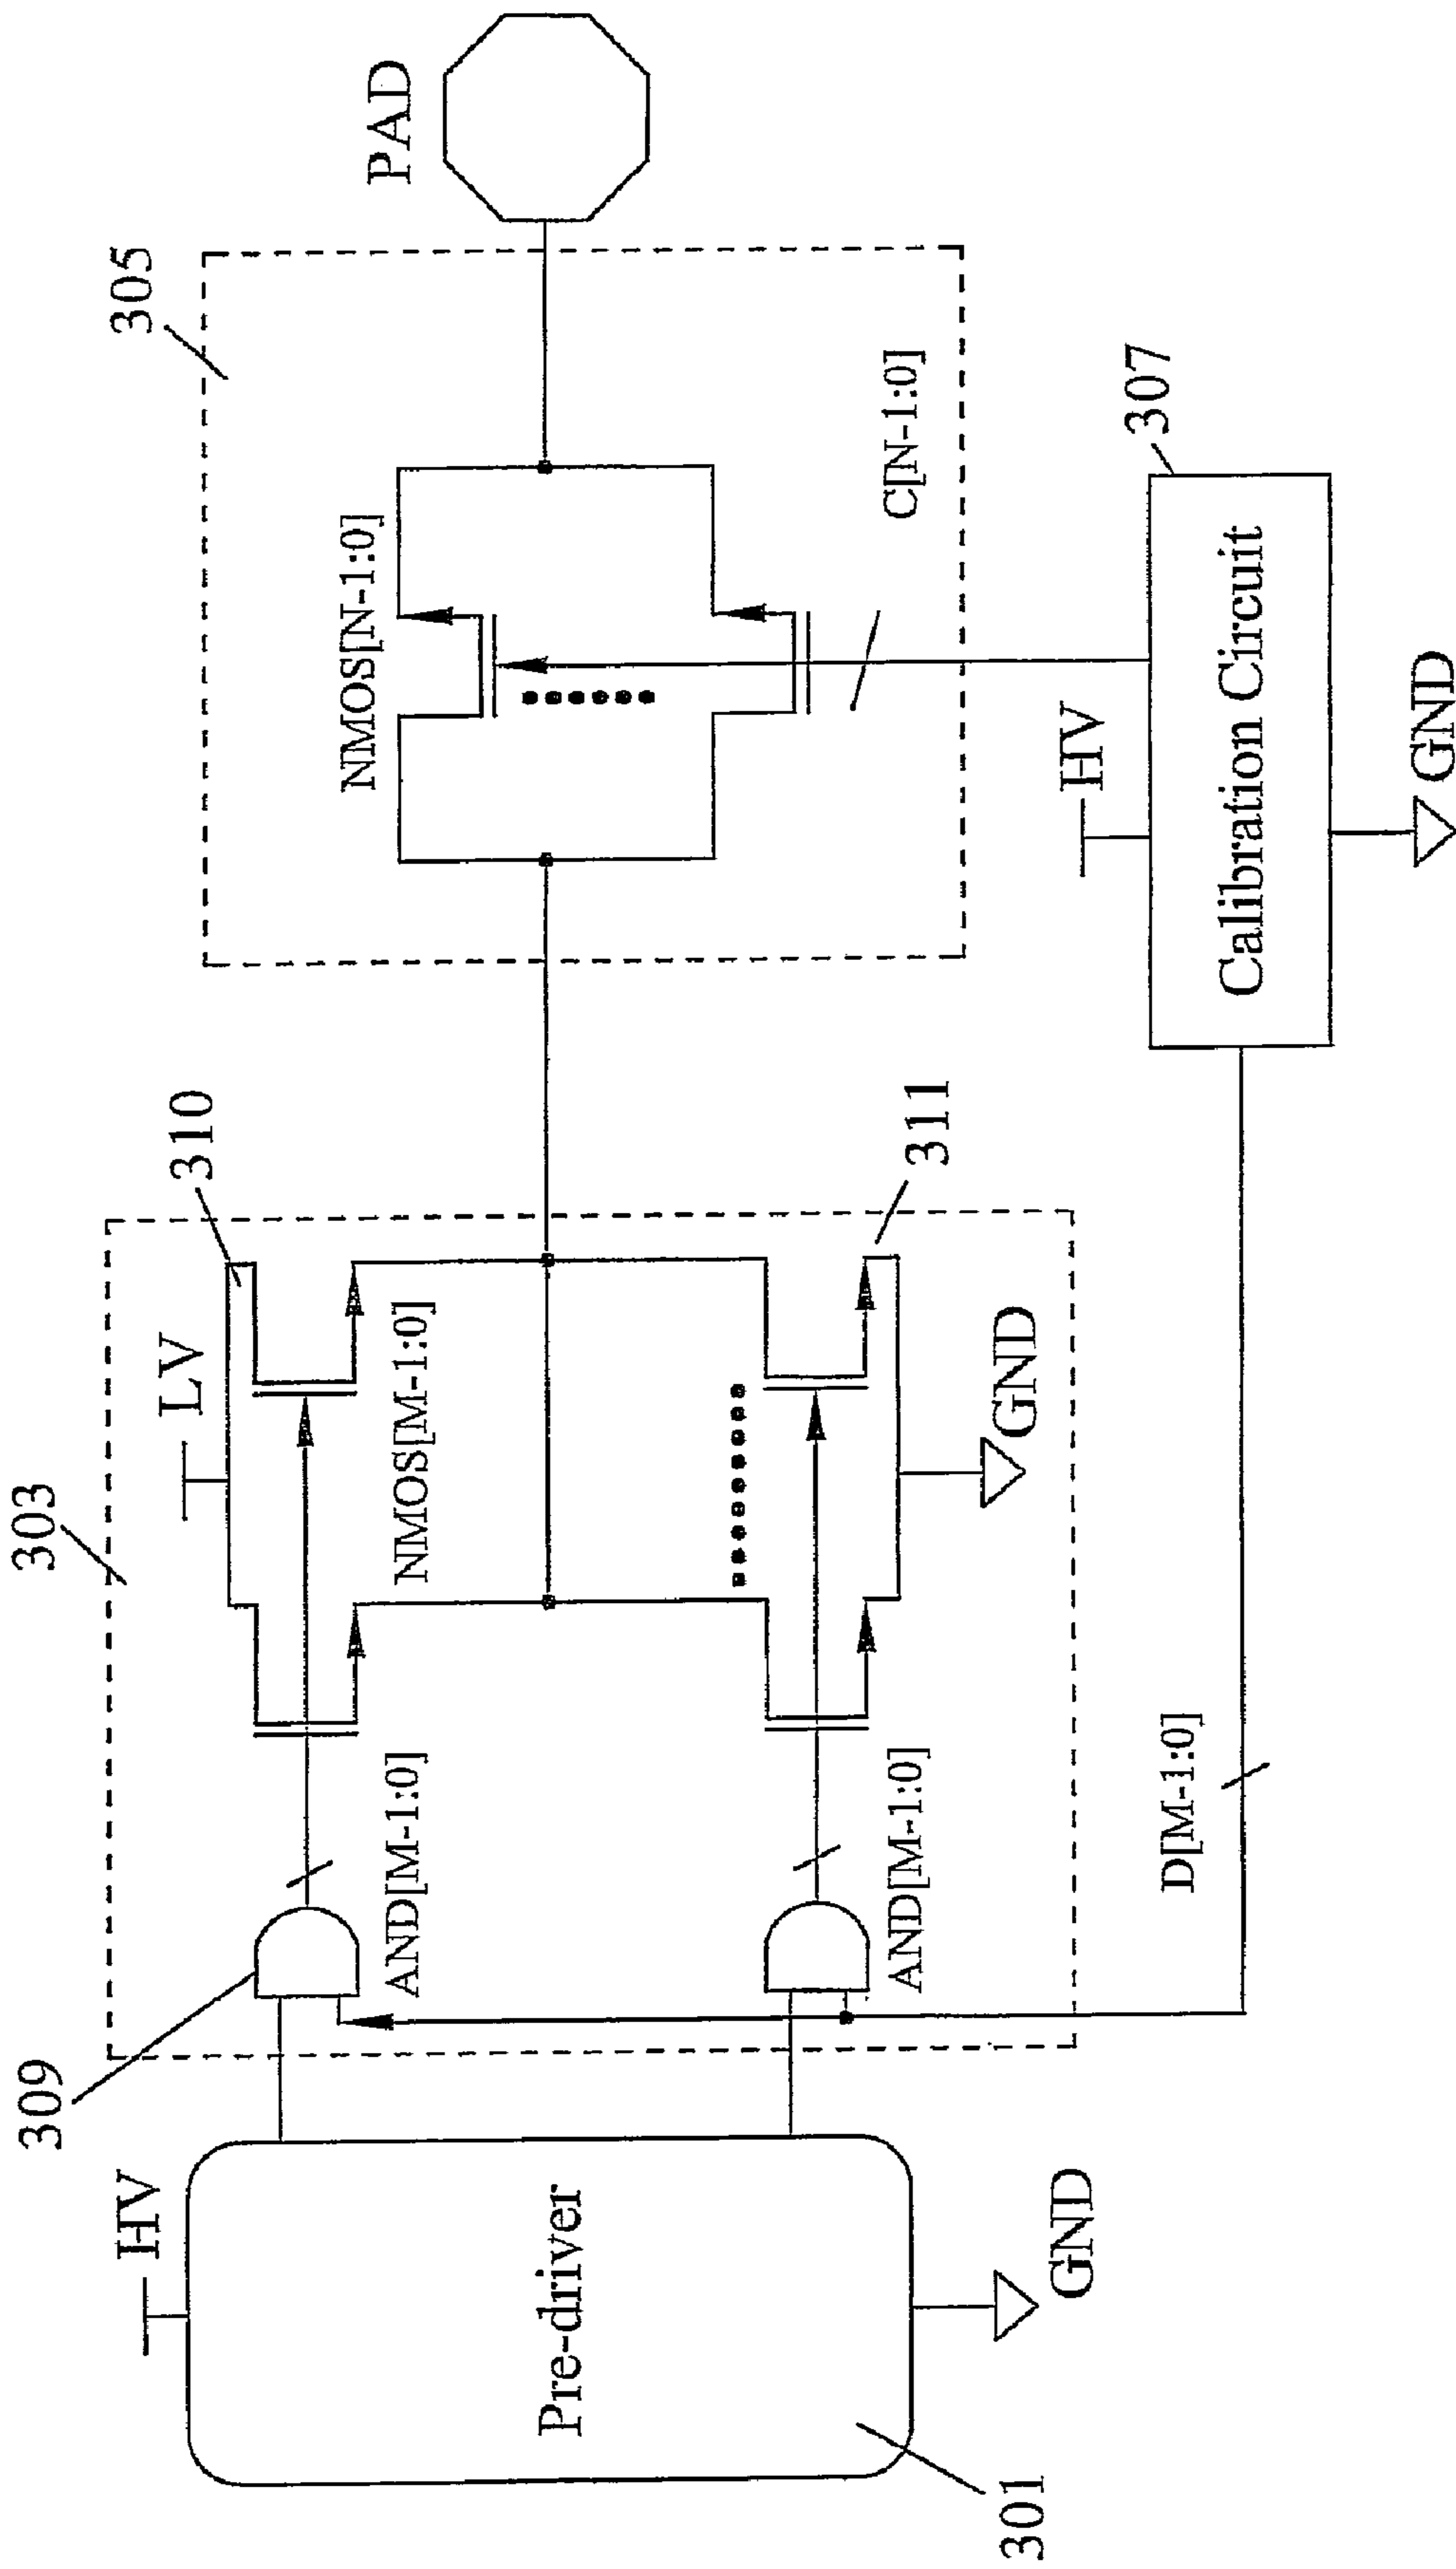 303
305
310
309
LV
HV
PAD
NMOS[N-1:0]
NMOS[M-1:0]
AND[M-1:0]
Pre-driver
C[N-1:0]
311
AND[M-1:0]
GND
301
GND
HV
307
D[M-1:0]
Calibration Circuit
GND